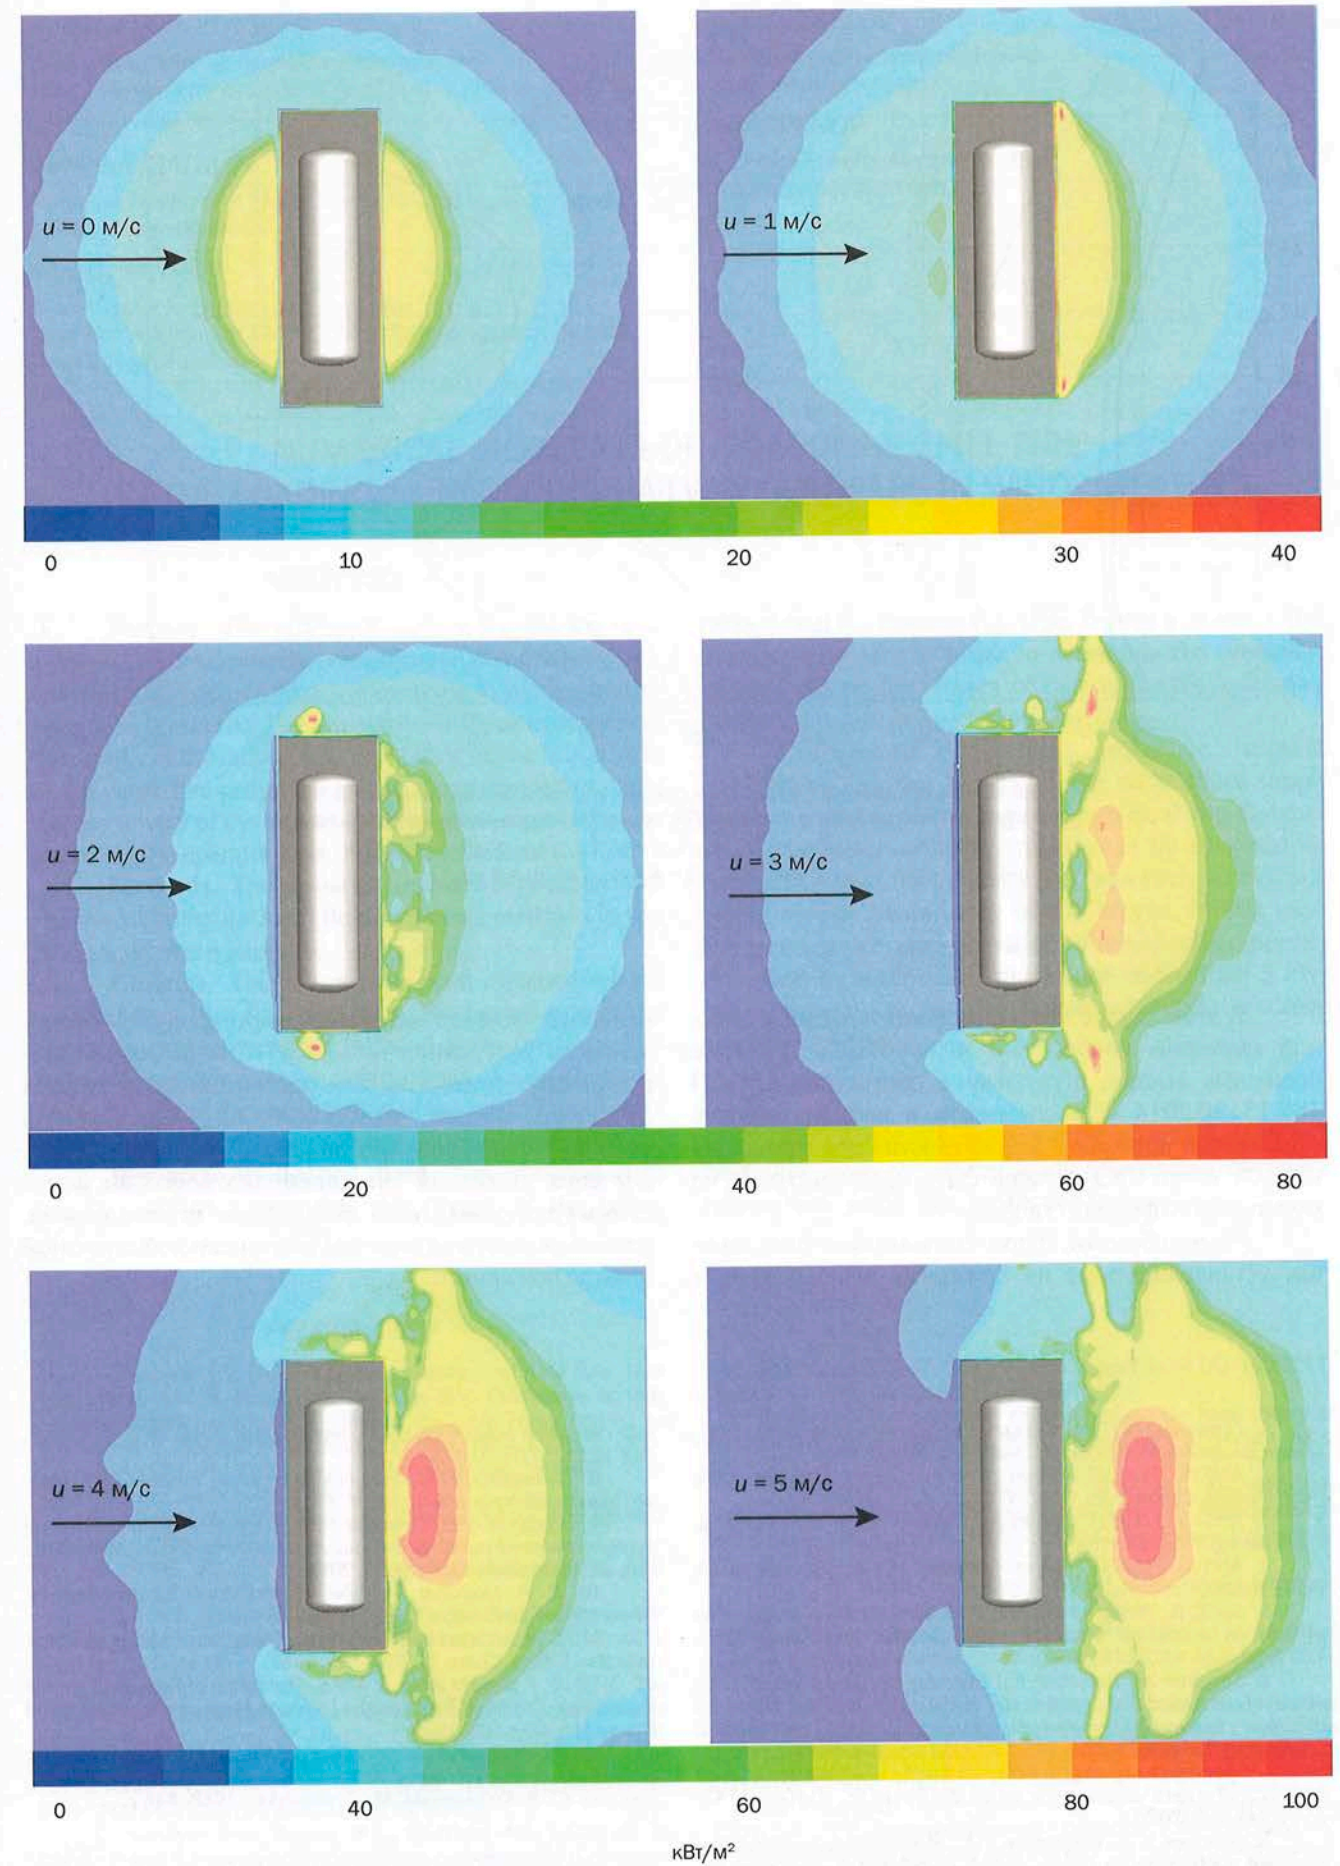 u = 0 м/с
u = 1 м/с
0 10 20 30 40
u = 2 м/с
u = 3 м/с
0 20 40 60 80
u = 4 м/с
u = 5 м/с
0 40 60 80 100
кВт/м²